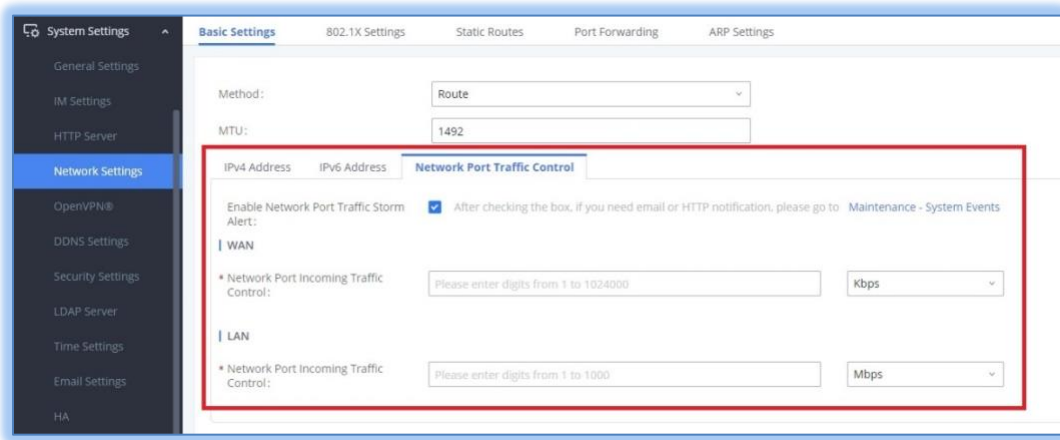 System Settings
General Settings
IM Settings
HTTP Server
Network Settings
OpenVPN®
DDNS Settings
Security Settings
LDAP Server
Time Settings
Email Settings
HA
Basic Settings 802.1X Settings Static Routes Port Forwarding ARP Settings
Method: Route
MTU: 1492
IPv4 Address IPv6 Address Network Port Traffic Control
Enable Network Port Traffic Storm
Alert:
After checking the box, if you need email or HTTP notification, please go to Maintenance - System Events
WAN
* Network Port Incoming Traffic
Control:
Please enter digits from 1 to 1024000 Kbps
LAN
* Network Port Incoming Traffic
Control:
Please enter digits from 1 to 1000 Mbps